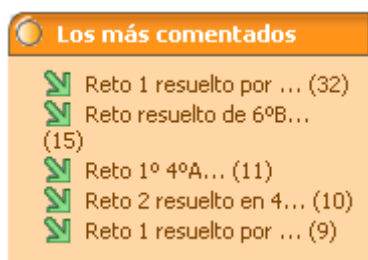 Los más comentados
Reto 1 resuelto por ... (32)
Reto resuelto de 6ºB...
(15)
Reto 1º 4ºA... (11)
Reto 2 resuelto en 4... (10)
Reto 1 resuelto por ... (9)